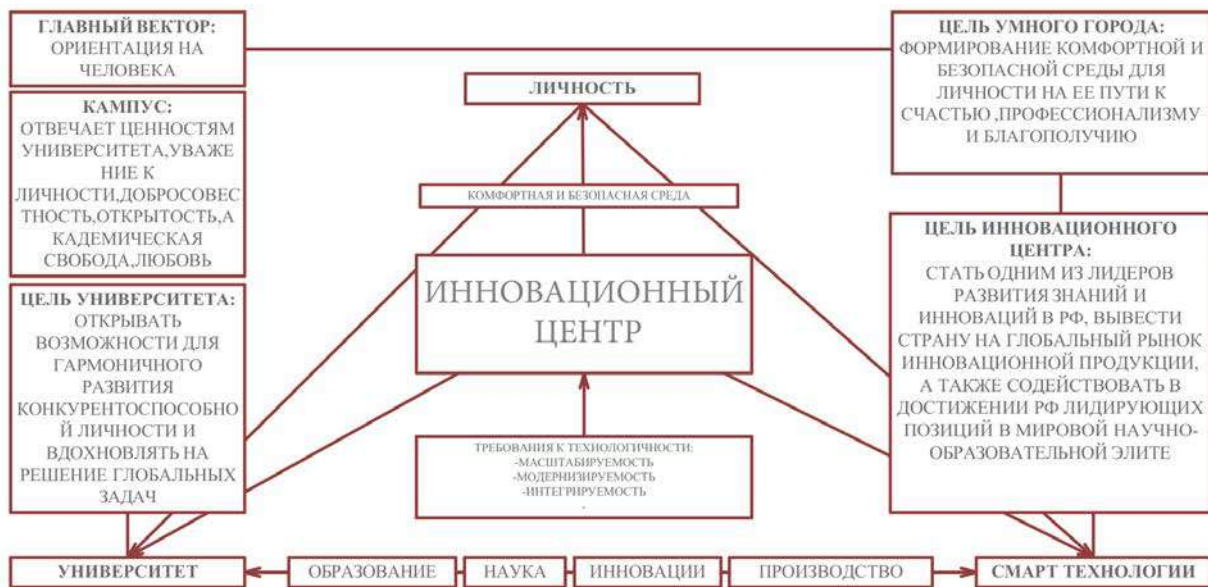 ГЛАВНЫЙ ВЕКТОР:
ОРИЕНТАЦИЯ НА
ЧЕЛОВЕКА
КАМПУС:
ОТВЕЧАЕТ ЦЕННОСТЯМ
УНИВЕРСИТЕТА,УВАЖЕ
НИЕ К
ЛИЧНОСТИ,ДОБРОСОВЕС
ТНОСТЬ,ОТКРЫТОСТЬ,А
КАДЕМИЧЕСКАЯ
СВОБОДА,ЛЮБОВЬ
ЦЕЛЬ УНИВЕРСИТЕТА:
ОТКРЫВАТЬ
ВОЗМОЖНОСТИ ДЛЯ
ГАРМОНИЧНОГО
РАЗВИТИЯ
КОНКУРЕНТОСПОСОБНО
Й ЛИЧНОСТИ И
ВДОХНОВЛЯТЬ НА
РЕШЕНИЕ ГЛОБАЛЬНЫХ
ЗАДАЧ
ЛИЧНОСТЬ
КОМФОРТНАЯ И БЕЗОПАСНАЯ СРЕДА
ИННОВАЦИОННЫЙ
ЦЕНТР
ТРЕБОВАНИЯ К ТЕХНОЛОГИЧНОСТИ:
-МАСШТАБИРУЕМОСТЬ
-МОДЕРНИЗИРУЕМОСТЬ
-ИНТЕГРИРУЕМОСТЬ
.
ЦЕЛЬ УМНОГО ГОРОДА:
ФОРМИРОВАНИЕ КОМФОРТНОЙ И
БЕЗОПАСНОЙ СРЕДЫ ДЛЯ
ЛИЧНОСТИ НА ЕЕ ПУТИ К
СЧАСТЬЮ ,ПРОФЕССИОНАЛИЗМУ
И БЛАГОПОЛУЧИЮ
ЦЕЛЬ ИННОВАЦИОННОГО
ЦЕНТРА:
СТАТЬ ОДНИМ ИЗ ЛИДЕРОВ
РАЗВИТИЯ ЗНАНИЙ И
ИННОВАЦИЙ В РФ, ВЫВЕСТИ
СТРАНУ НА ГЛОБАЛЬНЫЙ РЫНОК
ИННОВАЦИОННОЙ ПРОДУКЦИИ,
А ТАКЖЕ СОДЕЙСТВОВАТЬ В
ДОСТИЖЕНИИ РФ ЛИДИРУЮЩИХ
ПОЗИЦИЙ В МИРОВОЙ НАУЧНО-
ОБРАЗОВАТЕЛЬНОЙ ЭЛИТЕ
УНИВЕРСИТЕТ
ОБРАЗОВАНИЕ
НАУКА
ИННОВАЦИИ
ПРОИЗВОДСТВО
СМАРТ ТЕХНОЛОГИИ